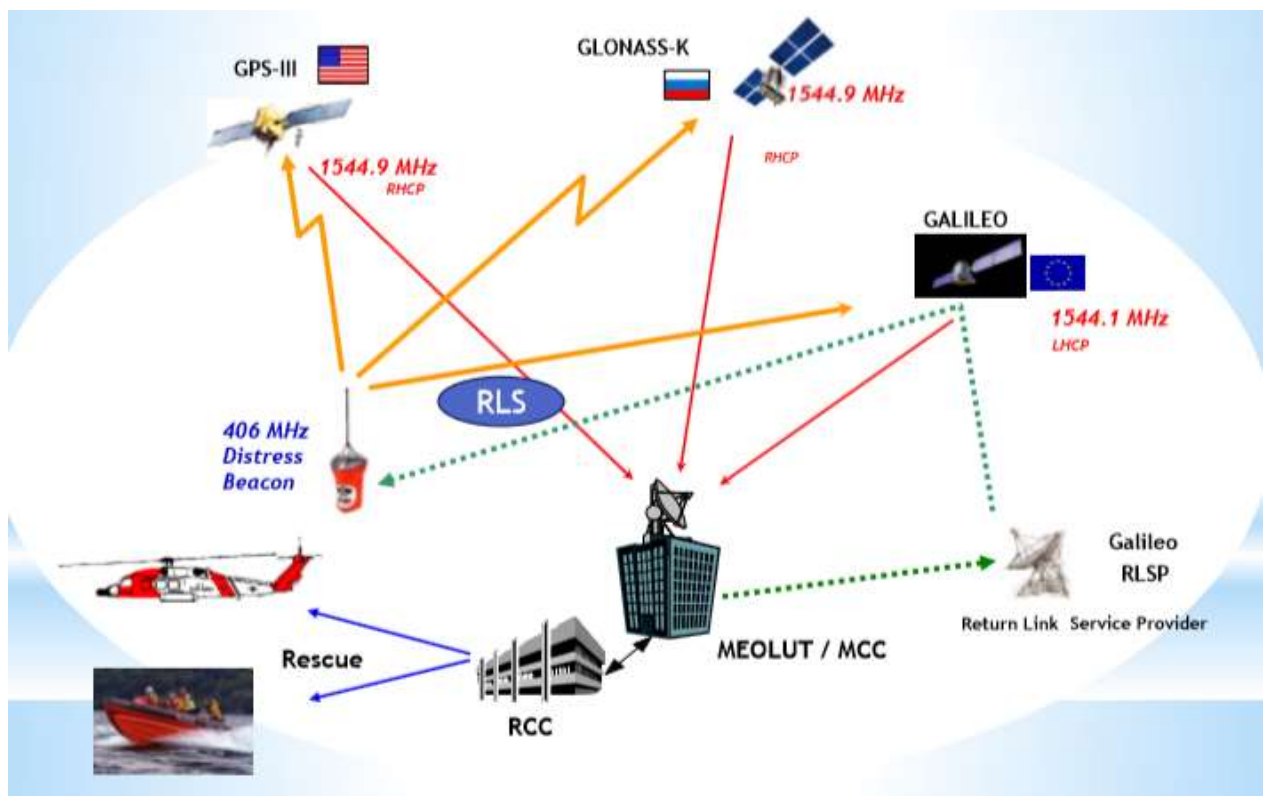 GLONASS-K
GPS-III
1544.9 MHz
1544.9 MHz
RHCP
RHCP
GALILEO
1544.1 MHz
LHCP
RLS
406 MHz
Distress
Beacon
Galileo
RLSP
Return Link Service Provider
MEOLUT / MCC
Rescue
RCC